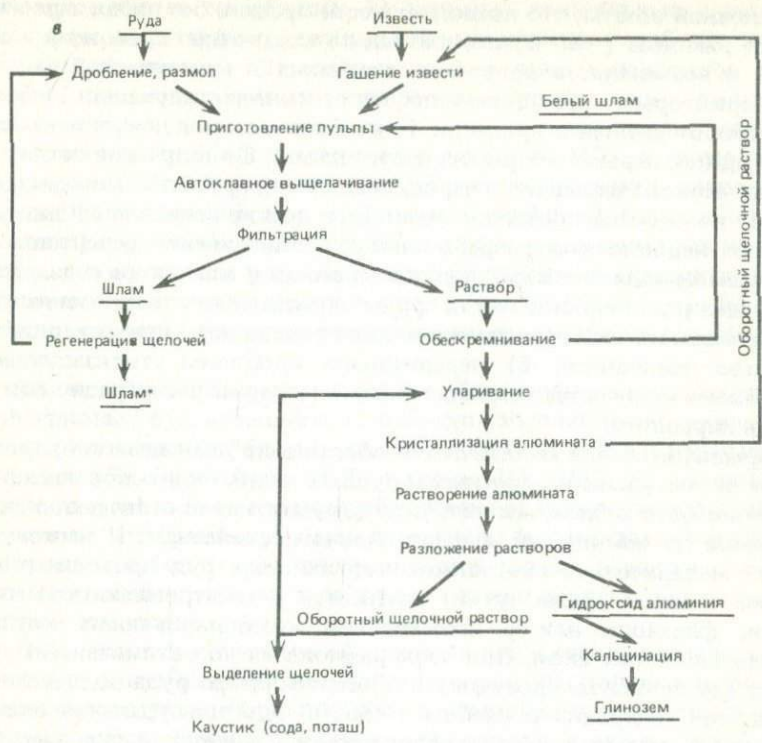 в
Руда
Известь
Дробление, размол
Гашение извести
Белый шлам
Приготовление пульпы
Оборотный щелочной раствор
Автоклавное выщелачивание
Фильтрация
Шлам
Раствор
Регенерация щелочей
Обескремнивание
Шлам*
Упаривание
Кристаллизация алюмината
Растворение алюмината
Разложение растворов
Гидроксид алюминия
Оборотный щелочной раствор
Кальцинация
Выделение щёлочей
Глинозем
Каустик (сода, поташ)